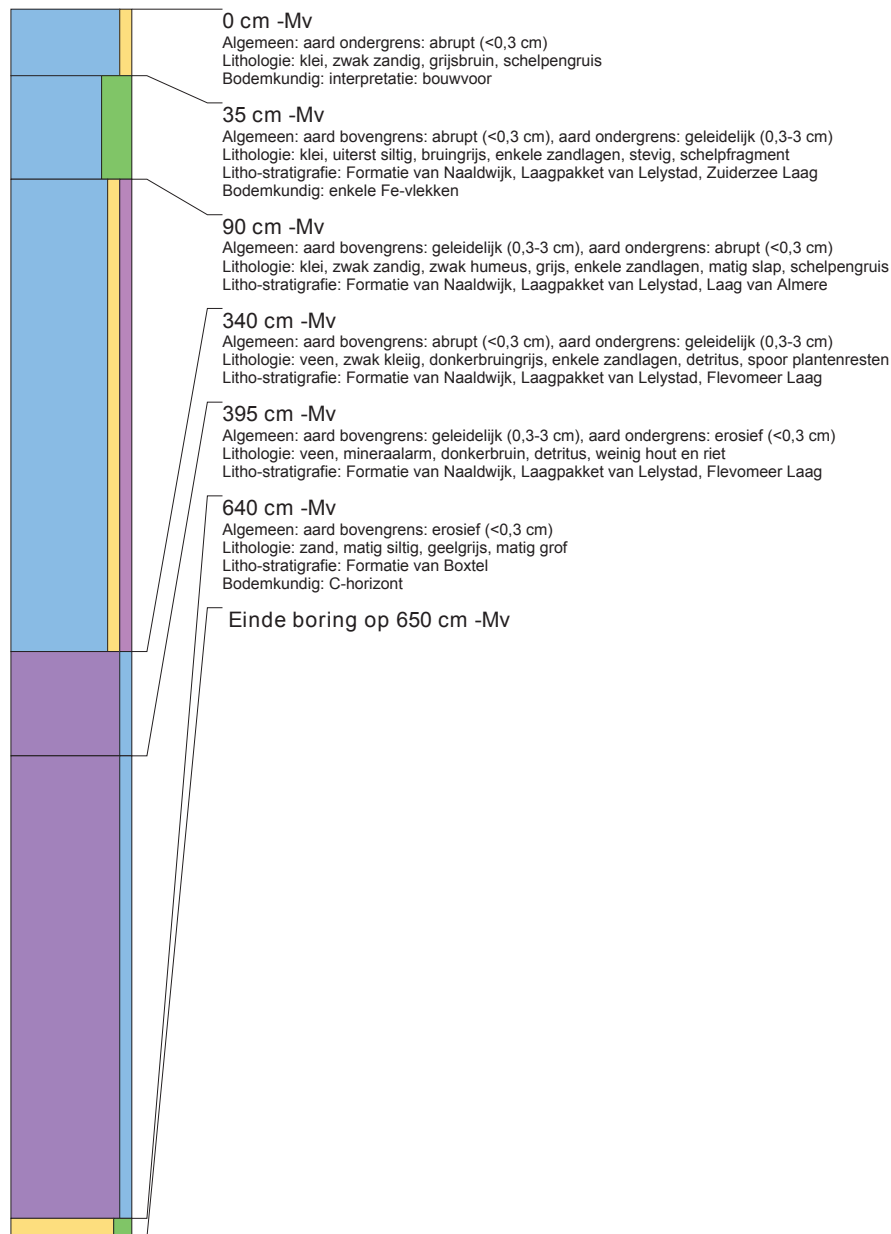 0 cm -Mv
Algemeen: aard ondergrens: abrupt (<0,3 cm)
Lithologie: klei, zwak zandig, grijsbruin, schelpengruis
Bodemkundig: interpretatie: bouwvoor
35 cm -Mv
Algemeen: aard bovengrens: abrupt (<0,3 cm), aard ondergrens: geleidelijk (0,3-3 cm)
Lithologie: klei, uiterst siltig, bruingrijs, enkele zandlagen, stevig, schelpfragment
Litho-stratigrafie: Formatie van Naaldwijk, Laagpakket van Lelystad, Zuiderzee Laag
Bodemkundig: enkele Fe-vlekken
90 cm -Mv
Algemeen: aard bovengrens: geleidelijk (0,3-3 cm), aard ondergrens: abrupt (<0,3 cm)
Lithologie: klei, zwak zandig, zwak humeus, grijs, enkele zandlagen, matig slap, schelpengruis
Litho-stratigrafie: Formatie van Naaldwijk, Laagpakket van Lelystad, Laag van Almere
340 cm -Mv
Algemeen: aard bovengrens: abrupt (<0,3 cm), aard ondergrens: geleidelijk (0,3-3 cm)
Lithologie: veen, zwak kleiig, donkerbruingrijs, enkele zandlagen, detritus, spoor plantenresten
Litho-stratigrafie: Formatie van Naaldwijk, Laagpakket van Lelystad, Flevomeer Laag
395 cm -Mv
Algemeen: aard bovengrens: geleidelijk (0,3-3 cm), aard ondergrens: erosief (<0,3 cm)
Lithologie: veen, mineraalarm, donkerbruin, detritus, weinig hout en riet
Litho-stratigrafie: Formatie van Naaldwijk, Laagpakket van Lelystad, Flevomeer Laag
640 cm -Mv
Algemeen: aard bovengrens: erosief (<0,3 cm)
Lithologie: zand, matig siltig, geelgrijs, matig grof
Litho-stratigrafie: Formatie van Boxtel
Bodemkundig: C-horizont
Einde boring op 650 cm -Mv